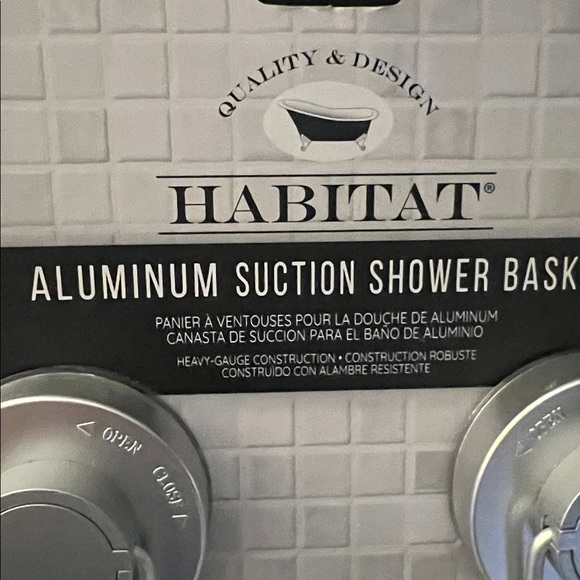 QUALITY & DESIGN
HABITAT®
ALUMINUM SUCTION SHOWER BASK
PANIER À VENTOUSES POUR LA DOUCHE DE ALUMINUM
CANASTA DE SUCCION PARA EL BAÑO DE ALUMINIO
HEAVY-GAUGE CONSTRUCTION • CONSTRUCTION ROBUSTE
CONSTRUIDO CON ALAMBRE RESISTENTE
OPEN
CLOSE
OPEN